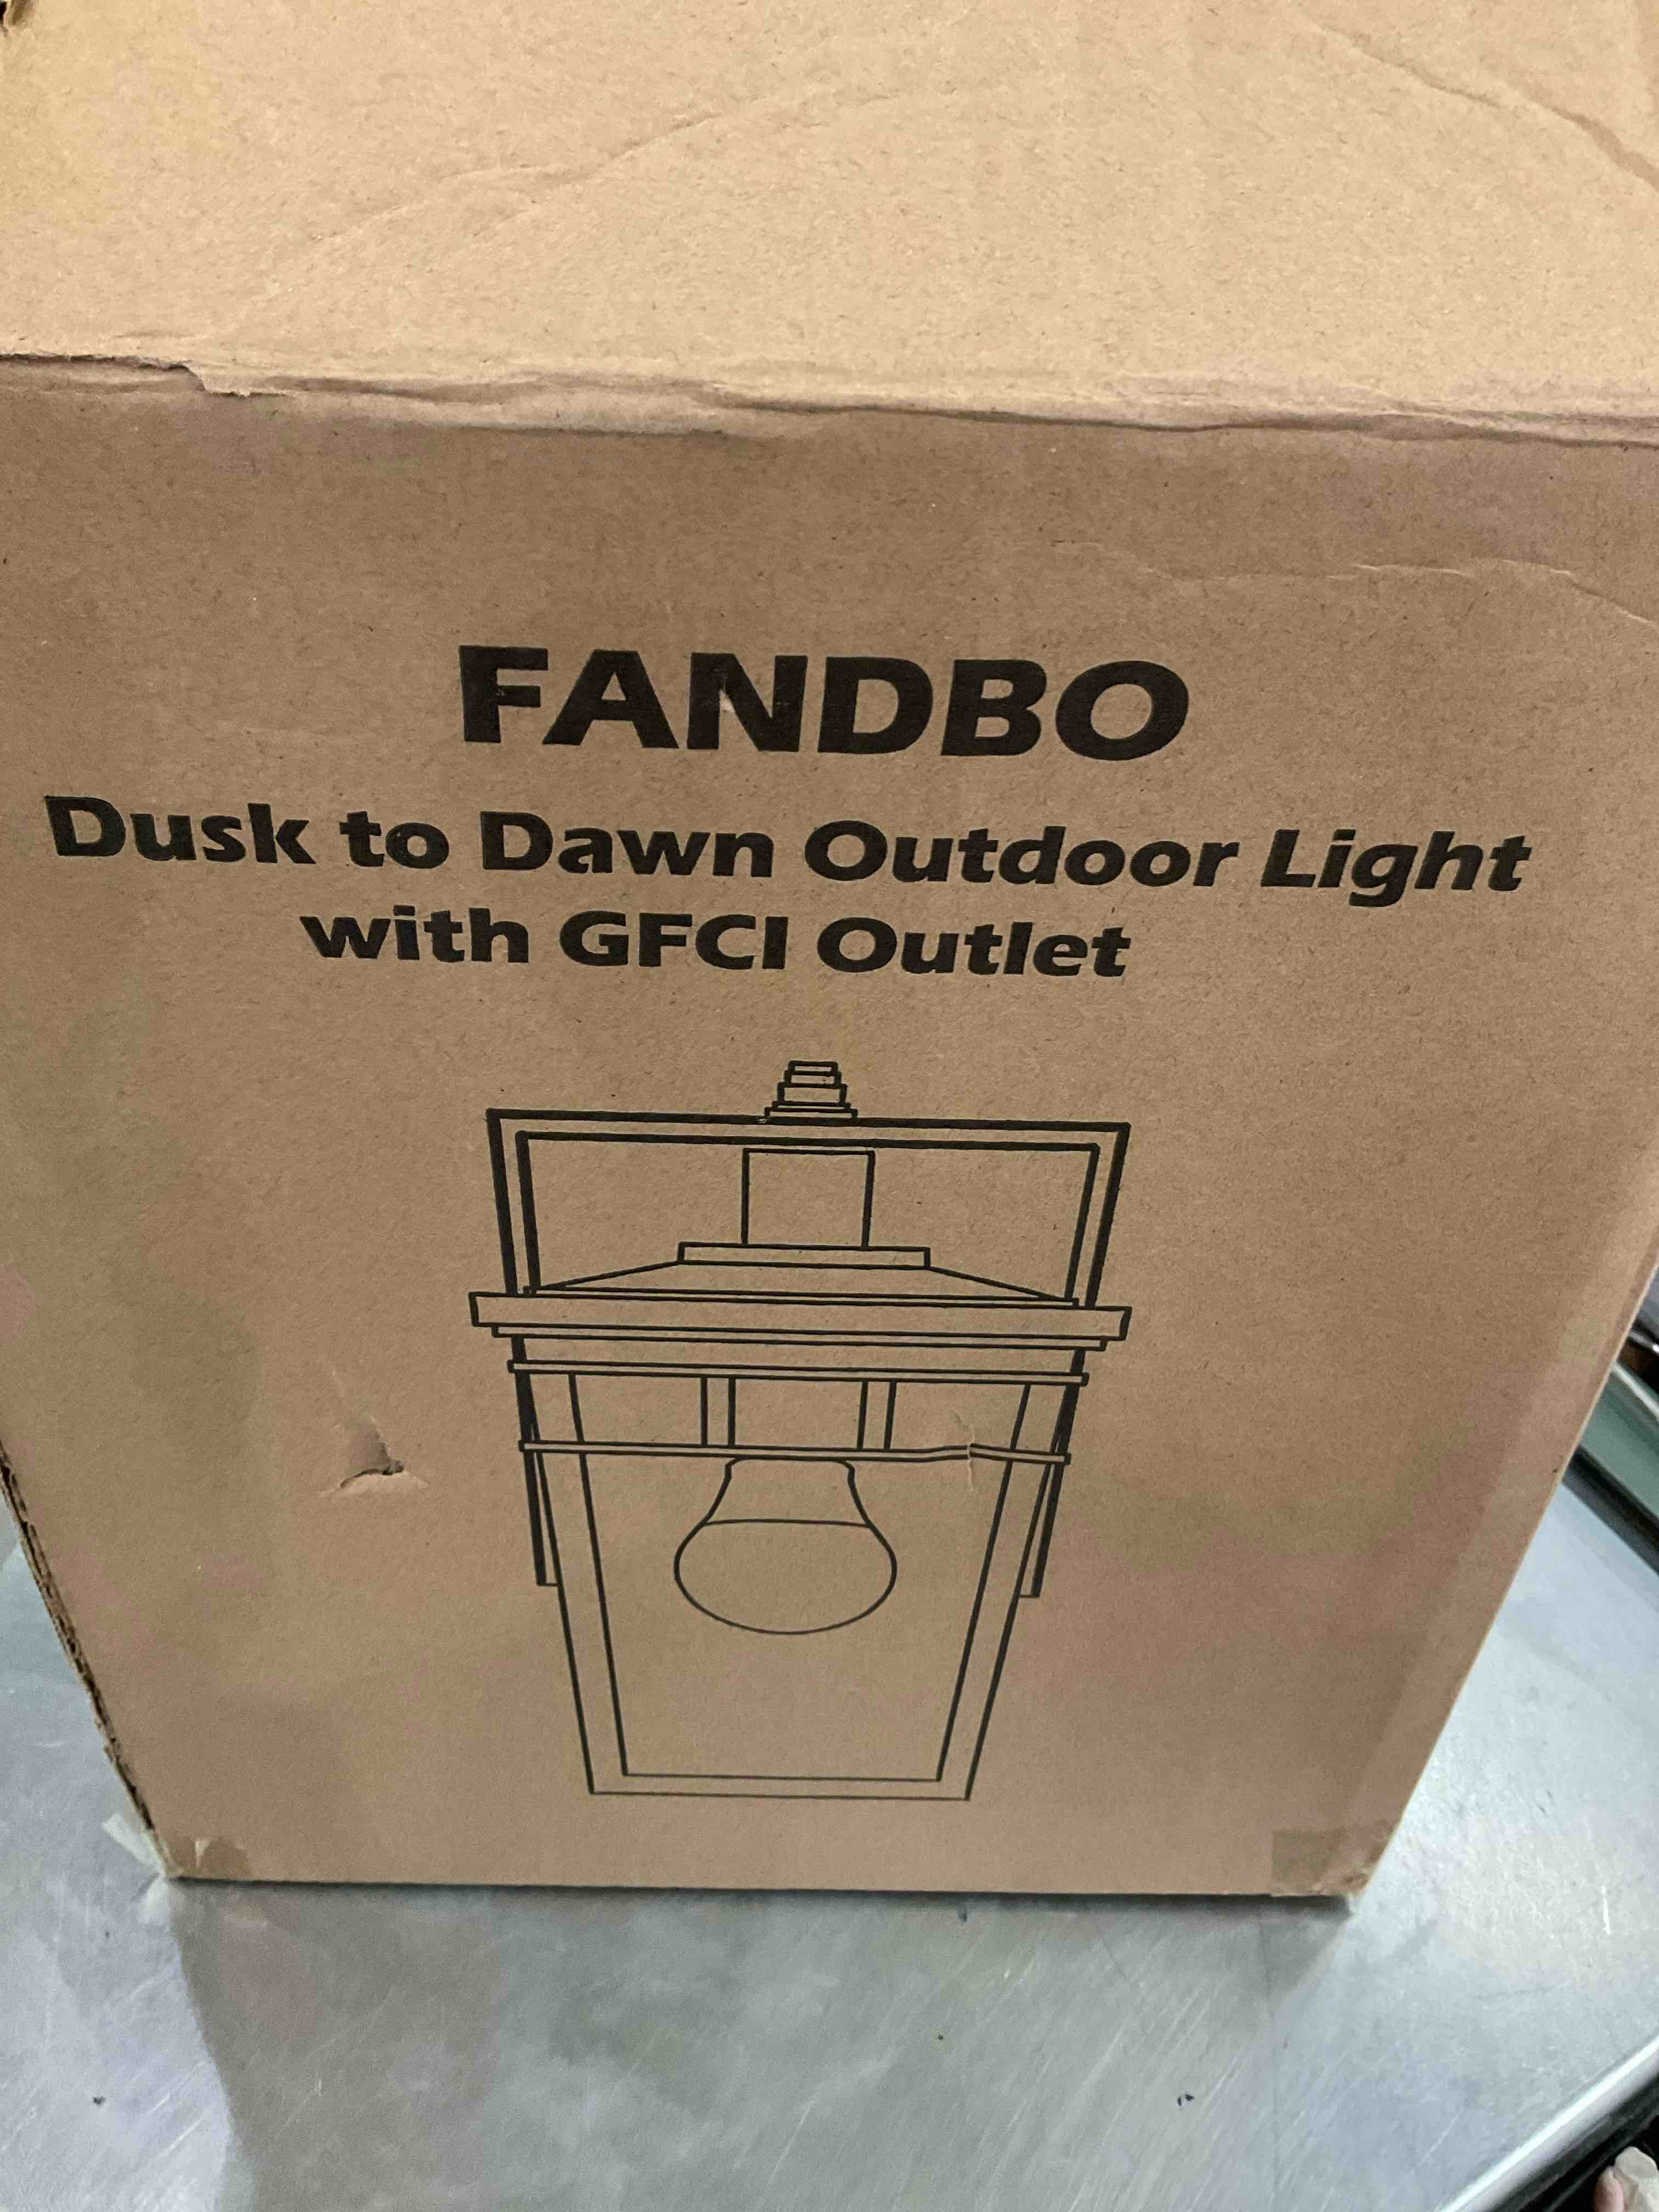 FANDBO
Dusk to Dawn Outdoor Light
with GFCI Outlet